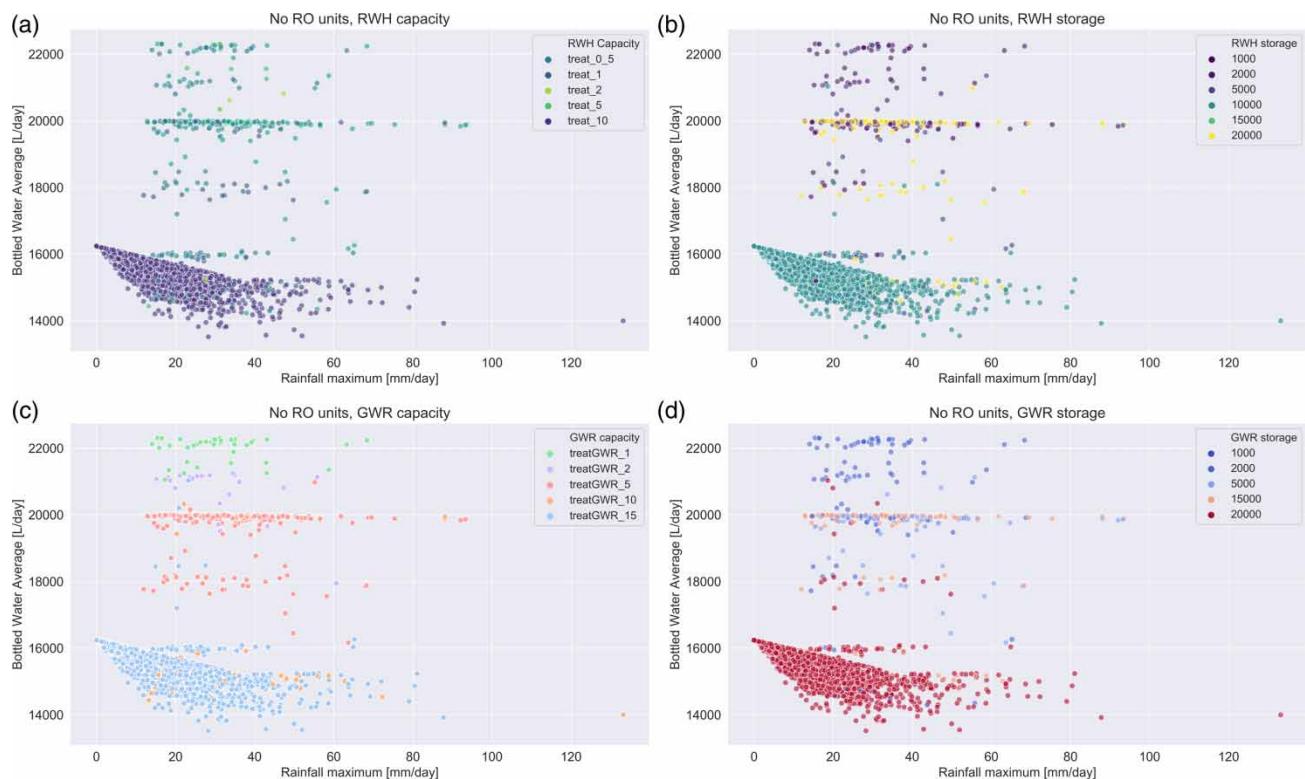 (a)
No RO units, RWH capacity
Bottled Water Average [L/day]
22000
20000
18000
16000
14000
RWH Capacity
treat_0_5
treat_1
treat_2
treat_5
treat_10
0 20 40 60 80 100 120
Rainfall maximum [mm/day]
(b)
No RO units, RWH storage
Bottled Water Average [L/day]
22000
20000
18000
16000
14000
RWH storage
1000
2000
5000
10000
15000
20000
0 20 40 60 80 100 120
Rainfall maximum [mm/day]
(c)
No RO units, GWR capacity
Bottled Water Average [L/day]
22000
20000
18000
16000
14000
GWR capacity
treatGWR_1
treatGWR_2
treatGWR_5
treatGWR_10
treatGWR_15
0 20 40 60 80 100 120
Rainfall maximum [mm/day]
(d)
No RO units, GWR storage
Bottled Water Average [L/day]
22000
20000
18000
16000
14000
GWR storage
1000
2000
5000
15000
20000
0 20 40 60 80 100 120
Rainfall maximum [mm/day]